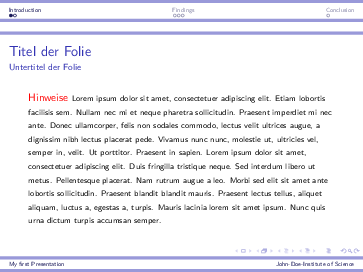 Introduction Findings Conclusion
Titel der Folie
Untertitel der Folie
Hinweise Lorem ipsum dolor sit amet, consectetuer adipiscing elit. Etiam lobortis
facilisis sem. Nullam nec mi et neque pharetra sollicitudin. Praesent imperdiet mi nec
ante. Donec ullamcorper, felis non sodales commodo, lectus velit ultrices augue, a
dignissim nibh lectus placerat pede. Vivamus nunc nunc, molestie ut, ultricies vel,
semper in, velit. Ut porttitor. Praesent in sapien. Lorem ipsum dolor sit amet,
consectetuer adipiscing elit. Duis fringilla tristique neque. Sed interdum libero ut
metus. Pellentesque placerat. Nam rutrum augue a leo. Morbi sed elit sit amet ante
lobortis sollicitudin. Praesent blandit blandit mauris. Praesent lectus tellus, aliquet
aliquam, luctus a, egestas a, turpis. Mauris lacinia lorem sit amet ipsum. Nunc quis
urna dictum turpis accumsan semper.
My first Presentation John-Doe-Institute of Science